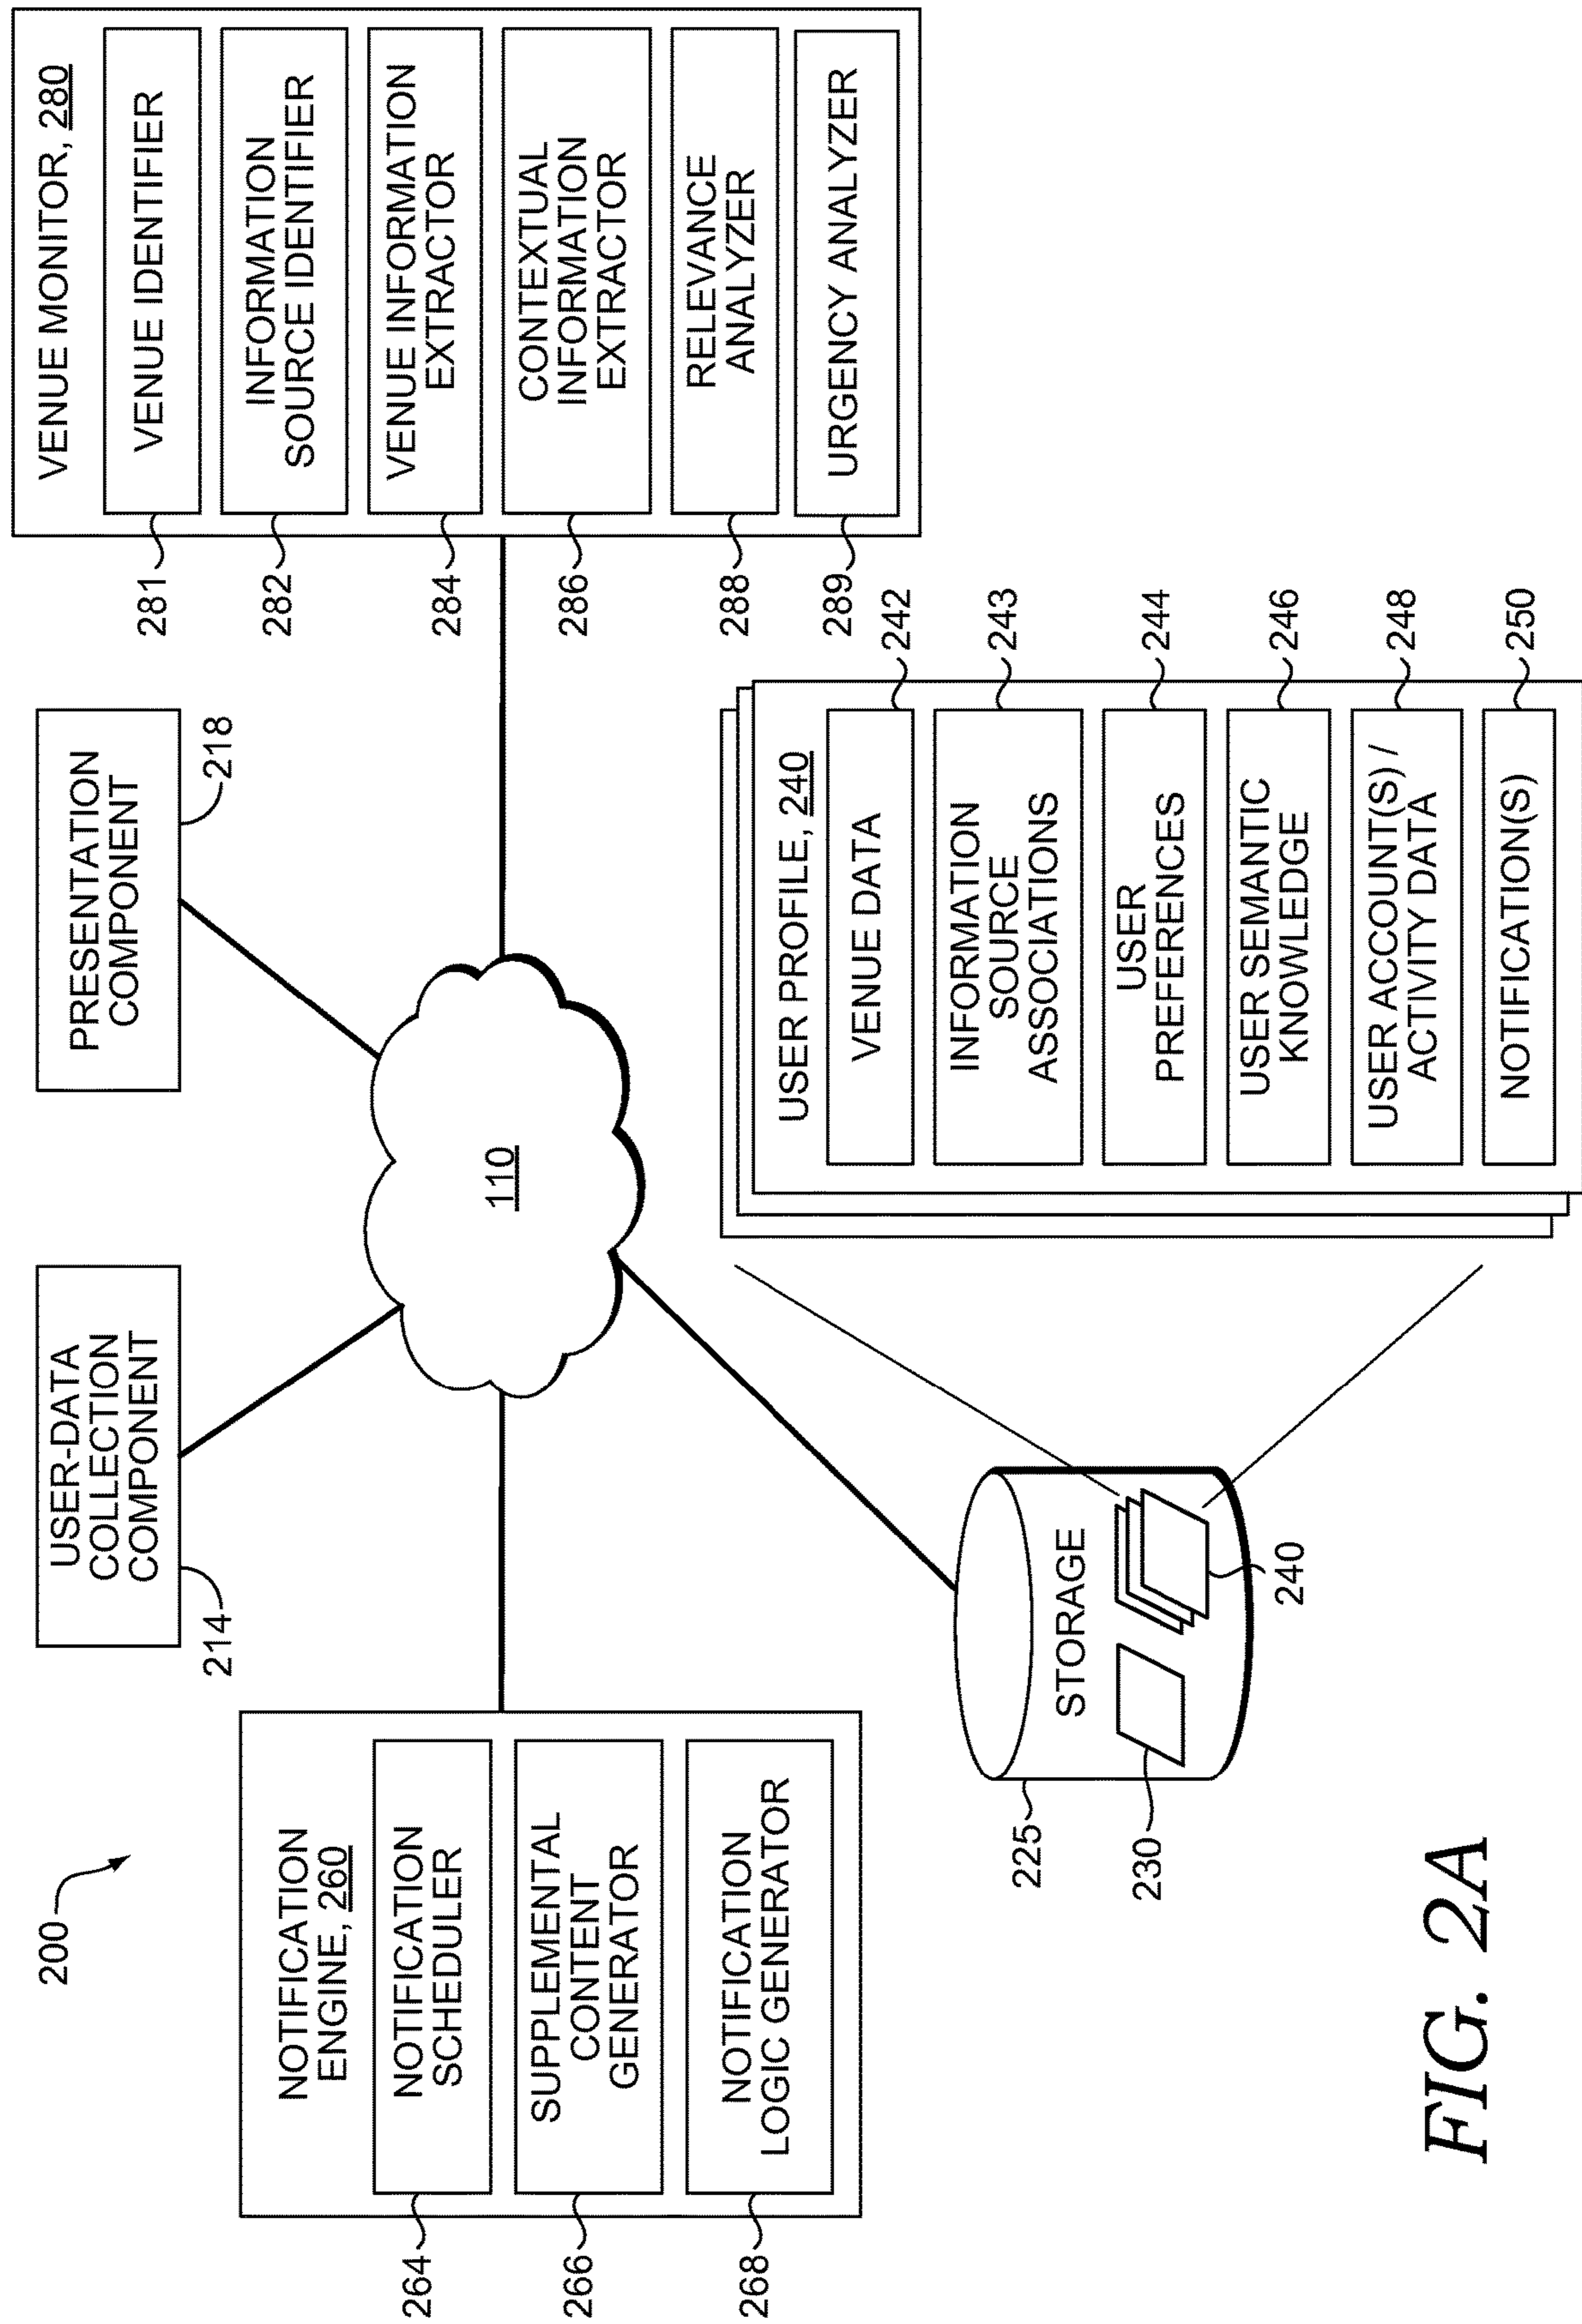 200
USER-DATA
COLLECTION
COMPONENT
214
PRESENTATION
COMPONENT
218
NOTIFICATION
ENGINE, 260
NOTIFICATION
SCHEDULER
264
SUPPLEMENTAL
CONTENT
GENERATOR
266
NOTIFICATION
LOGIC GENERATOR
268
110
VENUE MONITOR, 280
VENUE IDENTIFIER
281
INFORMATION
SOURCE IDENTIFIER
282
VENUE INFORMATION
EXTRACTOR
284
CONTEXTUAL
INFORMATION
EXTRACTOR
286
RELEVANCE
ANALYZER
288
URGENCY ANALYZER
289
STORAGE
225
230
240
USER PROFILE, 240
VENUE DATA
242
INFORMATION
SOURCE
ASSOCIATIONS
243
USER
PREFERENCES
244
USER SEMANTIC
KNOWLEDGE
246
USER ACCOUNT(S) /
ACTIVITY DATA
248
NOTIFICATION(S)
250
FIG. 2A